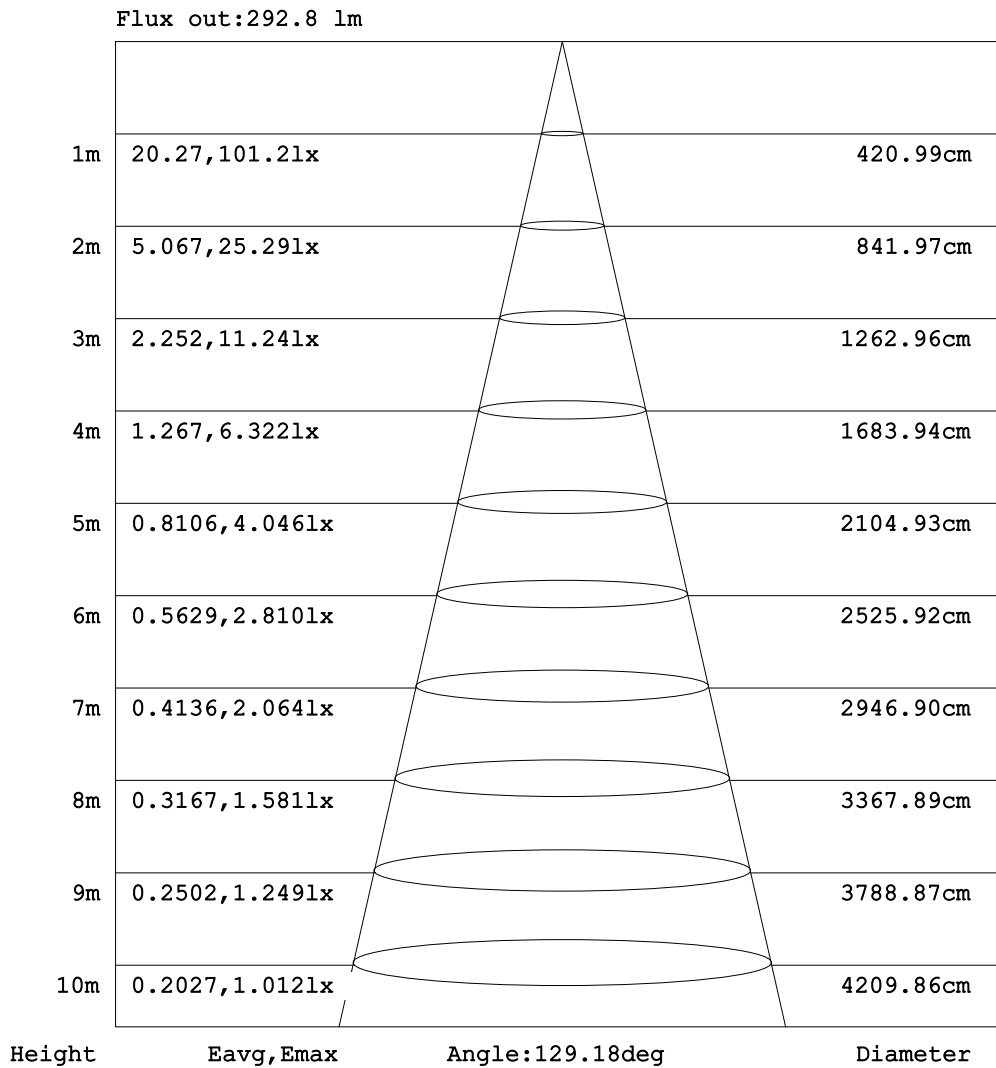 Flux out:292.8 lm
1m 20.27,101.2lx 420.99cm
2m 5.067,25.29lx 841.97cm
3m 2.252,11.24lx 1262.96cm
4m 1.267,6.322lx 1683.94cm
5m 0.8106,4.046lx 2104.93cm
6m 0.5629,2.810lx 2525.92cm
7m 0.4136,2.064lx 2946.90cm
8m 0.3167,1.581lx 3367.89cm
9m 0.2502,1.249lx 3788.87cm
10m 0.2027,1.012lx 4209.86cm
Height Eavg,Emax Angle:129.18deg Diameter